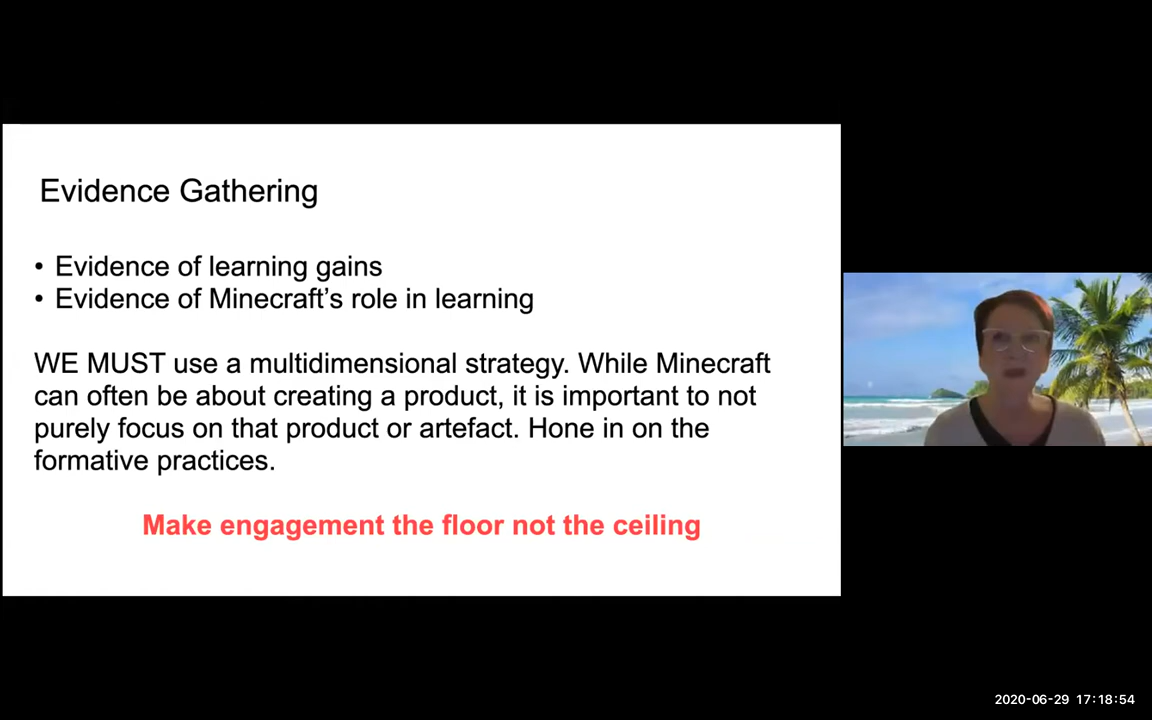 Evidence Gathering
• Evidence of learning gains
• Evidence of Minecraft’s role in learning
WE MUST use a multidimensional strategy. While Minecraft
can often be about creating a product, it is important to not
purely focus on that product or artefact. Hone in on the
formative practices.
Make engagement the floor not the ceiling
2020-06-29 17:18:54